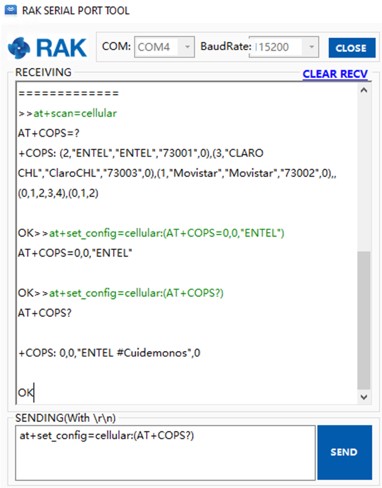 RAK SERIAL PORT TOOL
RAK COM: COM4 BaudRate: 115200 CLOSE
RECEIVING CLEAR RECV
=============
>>at+scan=cellular
AT+COPS=?
+COPS: (2,"ENTEL","ENTEL","73001",0),(3,"CLARO
CHL","ClaroCHL","73003",0),(1,"Movistar","Movistar","73002",0),,
(0,1,2,3,4),(0,1,2)
OK>>at+set_config=cellular:(AT+COPS=0,0,"ENTEL")
AT+COPS=0,0,"ENTEL"
OK>>at+set_config=cellular:(AT+COPS?)
AT+COPS?
+COPS: 0,0,"ENTEL #Cuidemonos",0
OK
SENDING(With \r\n)
at+set_config=cellular:(AT+COPS?)
SEND